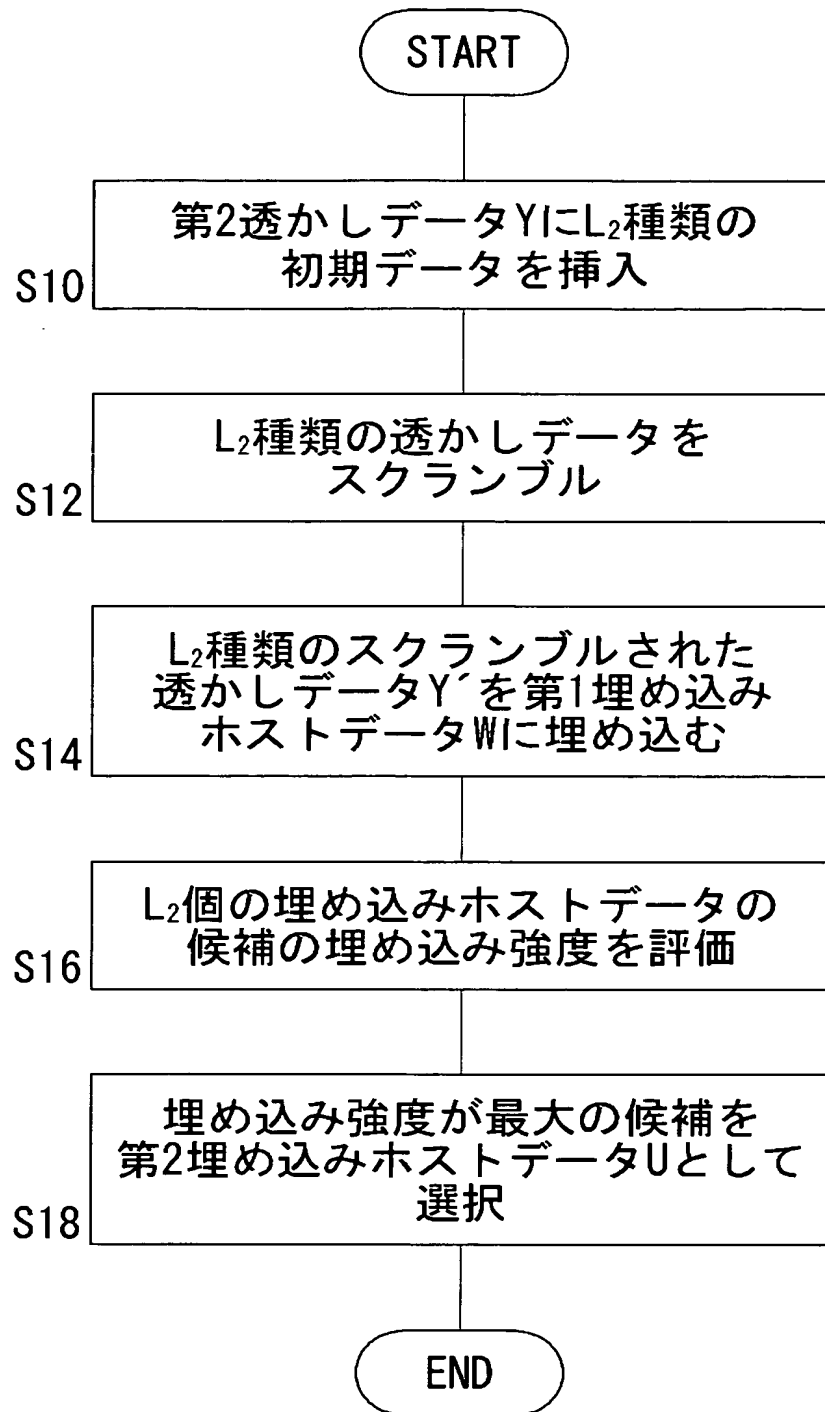 START
第2透かしデータYにL₂種類の
初期データを挿入
S10
L₂種類の透かしデータを
スクランブル
S12
L₂種類のスクランブルされた
透かしデータY´を第1埋め込み
ホストデータWに埋め込む
S14
L₂個の埋め込みホストデータの
候補の埋め込み強度を評価
S16
埋め込み強度が最大の候補を
第2埋め込みホストデータUとして
選択
S18
END